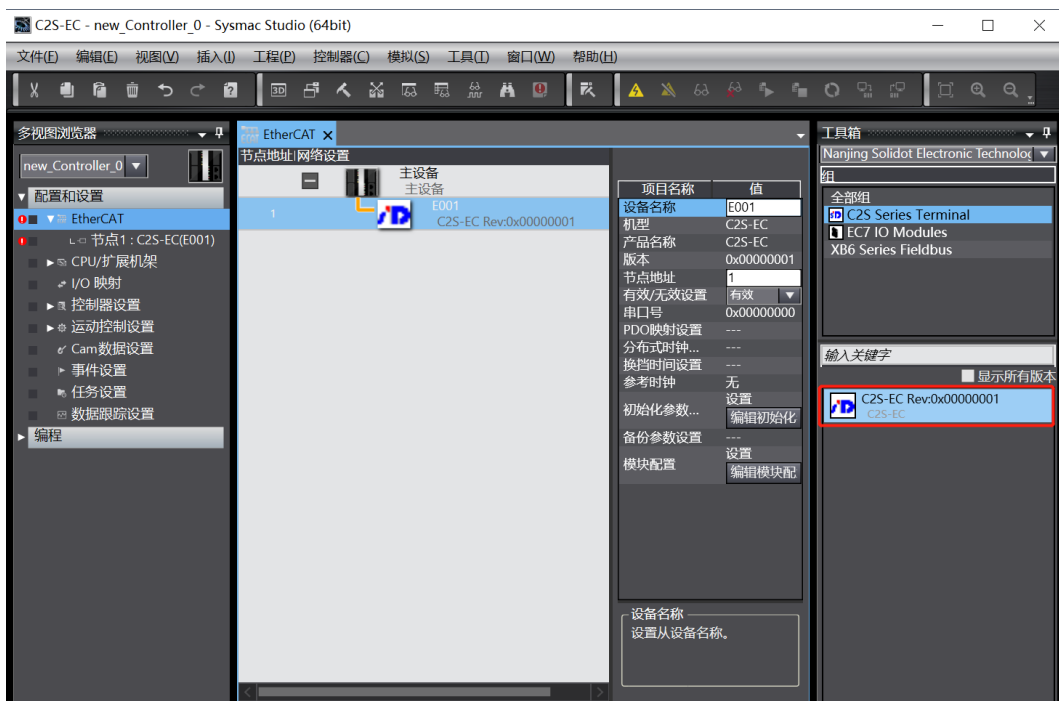 C2S-EC - new_Controller_0 - Sysmac Studio (64bit)
文件(F) 编辑(E) 视图(V) 插入(I) 工程(P) 控制器(C) 模拟(S) 工具(T) 窗口(W) 帮助(H)
多视图浏览器
new_Controller_0
配置和设置
EtherCAT
节点1 : C2S-EC(E001)
CPU/扩展机架
I/O 映射
控制器设置
运动控制设置
Cam数据设置
事件设置
任务设置
数据跟踪设置
编程
EtherCAT
节点地址|网络设置
主设备
主设备
1
E001
C2S-EC Rev:0x00000001
项目名称 值
设备名称 E001
机型 C2S-EC
产品名称 C2S-EC
版本 0x00000001
节点地址 1
有效/无效设置 有效
串口号 0x00000000
PDO映射设置 ---
分布式时钟... ---
换挡时间设置 ---
参考时钟 无
初始化参数... 设置
编辑初始化
备份参数设置 ---
模块配置 设置
编辑模块配
设备名称
设置从设备名称。
工具箱
Nanjing Solidot Electronic Technoloc
组
全部组
C2S Series Terminal
EC7 IO Modules
XB6 Series Fieldbus
输入关键字
显示所有版本
C2S-EC Rev:0x00000001
C2S-EC